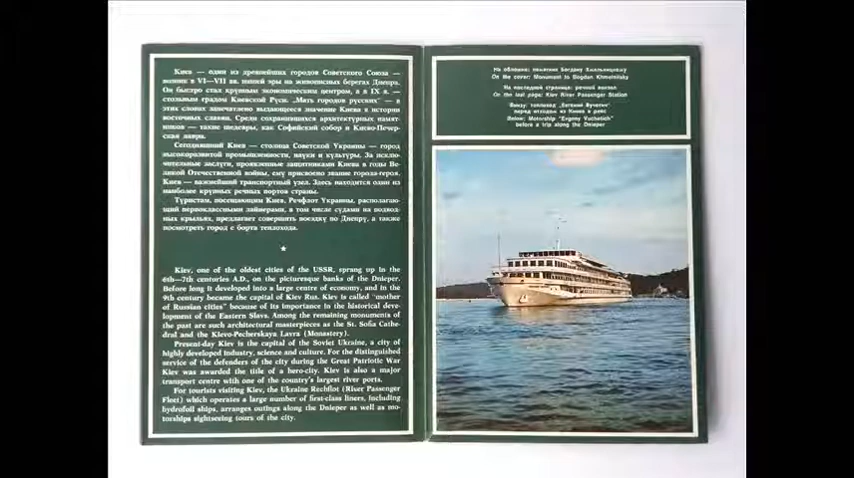 Киев — один из древнейших городов Советского Союза —
возник в VI—VII вв. нашей эры на живописных берегах Днепра.
Он быстро стал крупным экономическим центром, а в IX в. —
стольным градом Киевской Руси. „Мать городов русских" — в
этих словах запечатлено выдающееся значение Киева в истории
восточных славян. Среди сохранившихся архитектурных памят-
ников — такие шедевры, как Софийский собор и Киево-Печер-
ская лавра.
Сегодняшний Киев — столица Советской Украины — город
высокоразвитой промышленности, науки и культуры. За исклю-
чительные заслуги, проявленные защитниками Киева в годы Ве-
ликой Отечественной войны, ему присвоено звание города-героя.
Киев — важнейший транспортный узел. Здесь находится один из
наиболее крупных речных портов страны.
Туристам, посещающим Киев, Речфлот Украины, располагаю-
щий первоклассными лайнерами, в том числе судами на подвод-
ных крыльях, предлагает совершить поездку по Днепру, а также
посмотреть город с борта теплохода.
Kiev, one of the oldest cities of the USSR, sprang up in the
6th—7th centuries A.D., on the picturesque banks of the Dnieper.
Before long it developed into a large centre of economy, and in the
9th century became the capital of Kiev Rus. Kiev is called "mother
of Russian cities" because of its importance in the historical deve-
lopment of the Eastern Slavs. Among the remaining monuments of
the past are such architectural masterpieces as the St. Sofia Cathe-
dral and the Kievo-Pecherskaya Lavra (Monastery).
Present-day Kiev is the capital of the Soviet Ukraine, a city of
highly developed industry, science and culture. For the distinguished
service of the defenders of the city during the Great Patriotic War
Kiev was awarded the title of a hero-city. Kiev is also a major
transport centre with one of the country's largest river ports.
For tourists visiting Kiev, the Ukraine Rechflot (River Passenger
Fleet) which operates a large number of first-class liners, including
hydrofoil ships, arranges outings along the Dnieper as well as mo-
torships sightseeing tours of the city.
На обложке: памятник Богдану Хмельницкому
On the cover: Monument to Bogdan Khmelnitsky
На последней странице: речной вокзал
On the last page: Kiev River Passenger Station
Внизу: теплоход „Евгений Вучетич"
перед отходом из Киева в рейс
Below: Motorship "Evgeny Vuchetich"
before a trip along the Dnieper